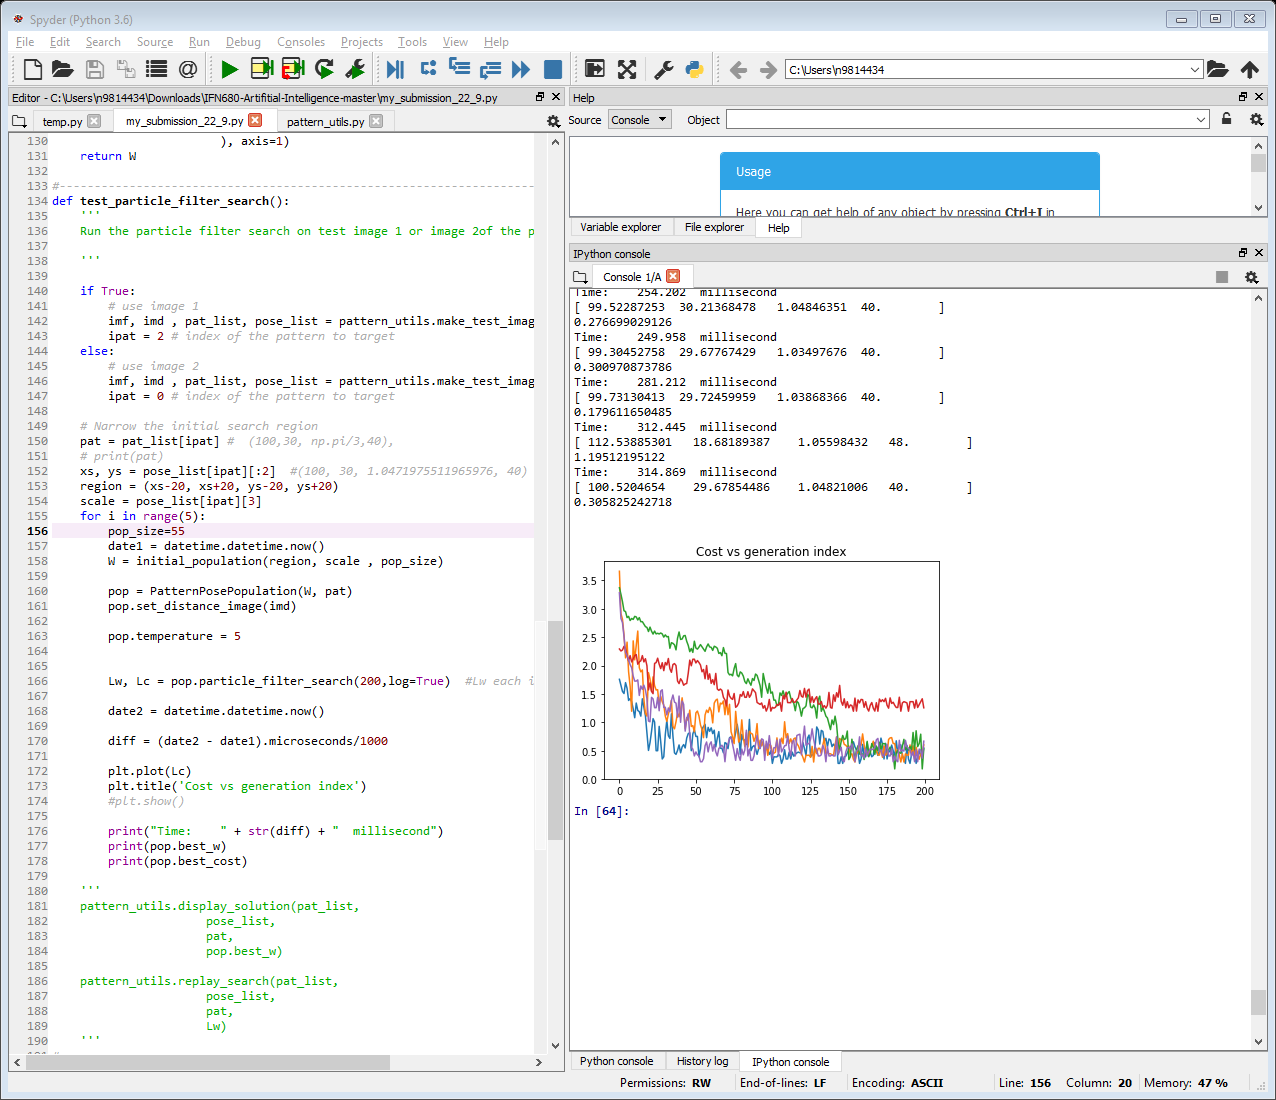 Spyder (Python 3.6)
File Edit Search Source Run Debug Consoles Projects Tools View Help
C:\Users\n9814434
Editor - C:\Users\n9814434\Downloads\IFN680-Artifitial-Intelligence-master\my_submission_22_9.py
temp.py my_submission_22_9.py pattern_utils.py
130 ), axis=1)
131 return W
132
133 #--------------------------------------------------------------------
134 def test_particle_filter_search():
135 '''
136 Run the particle filter search on test image 1 or image 2of the p
137
138 '''
139
140 if True:
141 # use image 1
142 imf, imd , pat_list, pose_list = pattern_utils.make_test_imag
143 ipat = 2 # index of the pattern to target
144 else:
145 # use image 2
146 imf, imd , pat_list, pose_list = pattern_utils.make_test_imag
147 ipat = 0 # index of the pattern to target
148
149 # Narrow the initial search region
150 pat = pat_list[ipat] #  (100,30, np.pi/3,40),
151 # print(pat)
152 xs, ys = pose_list[ipat][:2]  #(100, 30, 1.0471975511965976, 40)
153 region = (xs-20, xs+20, ys-20, ys+20)
154 scale = pose_list[ipat][3]
155 for i in range(5):
156 pop_size=55
157 date1 = datetime.datetime.now()
158 W = initial_population(region, scale , pop_size)
159
160 pop = PatternPosePopulation(W, pat)
161 pop.set_distance_image(imd)
162
163 pop.temperature = 5
164
165
166 Lw, Lc = pop.particle_filter_search(200,log=True)  #Lw each i
167
168 date2 = datetime.datetime.now()
169
170 diff = (date2 - date1).microseconds/1000
171
172 plt.plot(Lc)
173 plt.title('Cost vs generation index')
174 #plt.show()
175
176 print("Time:    " + str(diff) + "  millisecond")
177 print(pop.best_w)
178 print(pop.best_cost)
179
180 '''
181 pattern_utils.display_solution(pat_list,
182 pose_list,
183 pat,
184 pop.best_w)
185
186 pattern_utils.replay_search(pat_list,
187 pose_list,
188 pat,
189 Lw)
190 '''
Help
Source Console Object
Usage
Here you can get help of any object by pressing Ctrl+I in
Variable explorer File explorer Help
IPython console
Console 1/A
Time:    254.202  millisecond
[ 99.52287253  30.21368478   1.04846351  40.        ]
0.276699029126
Time:    249.958  millisecond
[ 99.30452758  29.67767429   1.03497676  40.        ]
0.300970873786
Time:    281.212  millisecond
[ 99.73130413  29.72459959   1.03868366  40.        ]
0.179611650485
Time:    312.445  millisecond
[ 112.53885301   18.68189387    1.05598432   48.        ]
1.19512195122
Time:    314.869  millisecond
[ 100.5204654    29.67854486    1.04821006   40.        ]
0.305825242718
Cost vs generation index
3.5
3.0
2.5
2.0
1.5
1.0
0.5
0.0
0 25 50 75 100 125 150 175 200
In [64]:
Python console History log IPython console
Permissions: RW End-of-lines: LF Encoding: ASCII Line: 156 Column: 20 Memory: 47 %